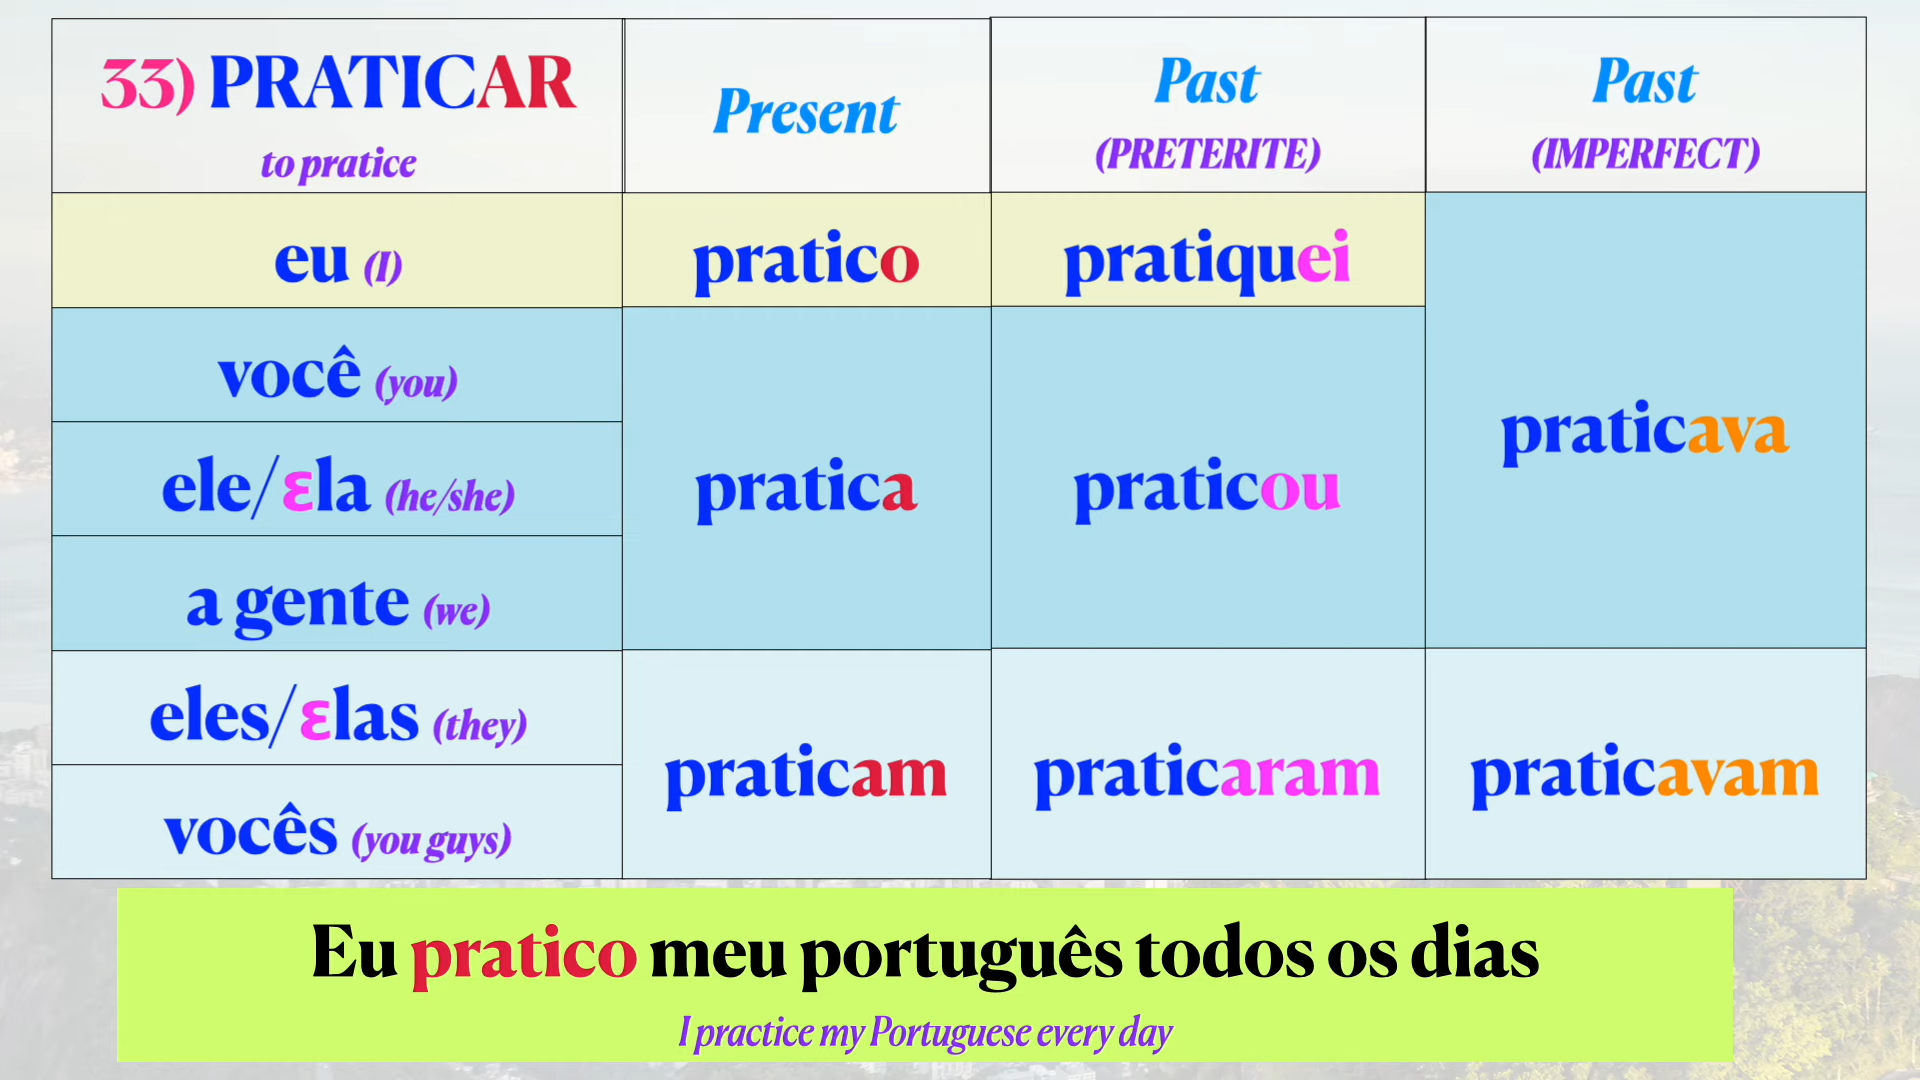 33) PRATICAR
to pratice
Present
Past
(PRETERITE)
Past
(IMPERFECT)
eu (I)
pratico
pratiquei
praticava
você (you)
pratica
praticou
ele/ɛla (he/she)
a gente (we)
eles/ɛlas (they)
praticam
praticaram
praticavam
vocês (you guys)
Eu pratico meu português todos os dias
I practice my Portuguese every day